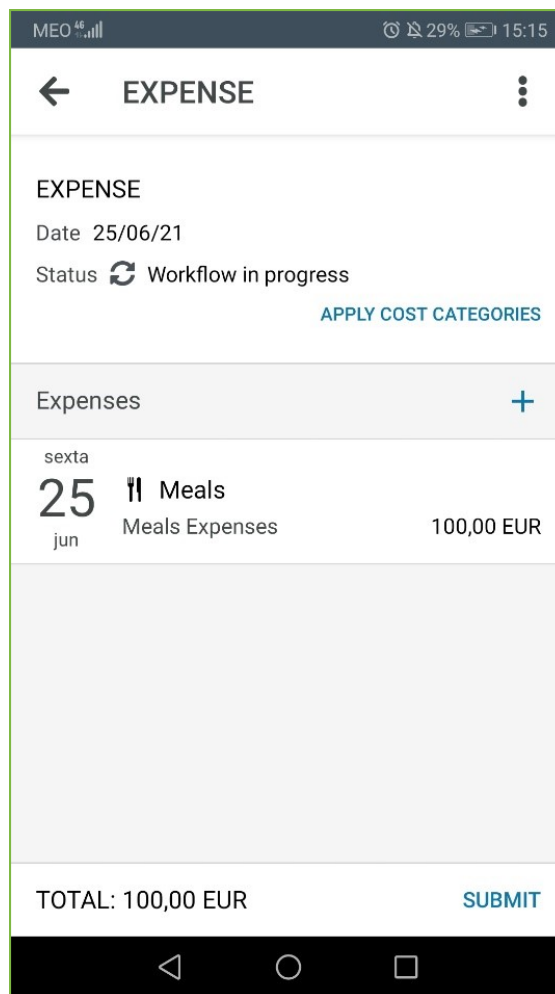 MEO 4G 29% 15:15
EXPENSE
EXPENSE
Date 25/06/21
Status Workflow in progress
APPLY COST CATEGORIES
Expenses +
sexta
25
jun
Meals
Meals Expenses 100,00 EUR
TOTAL: 100,00 EUR SUBMIT